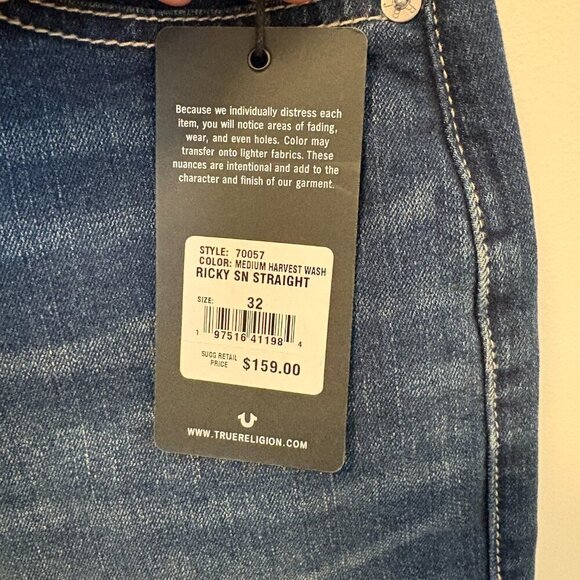 Because we individually distress each
item, you will notice areas of fading,
wear, and even holes. Color may
transfer onto lighter fabrics. These
nuances are intentional and add to the
character and finish of our garment.
STYLE: 70057
COLOR: MEDIUM HARVEST WASH
RICKY SN STRAIGHT
SIZE: 32
1 97516 41198 4
SUGG RETAIL
PRICE $159.00
WWW.TRUERELIGION.COM